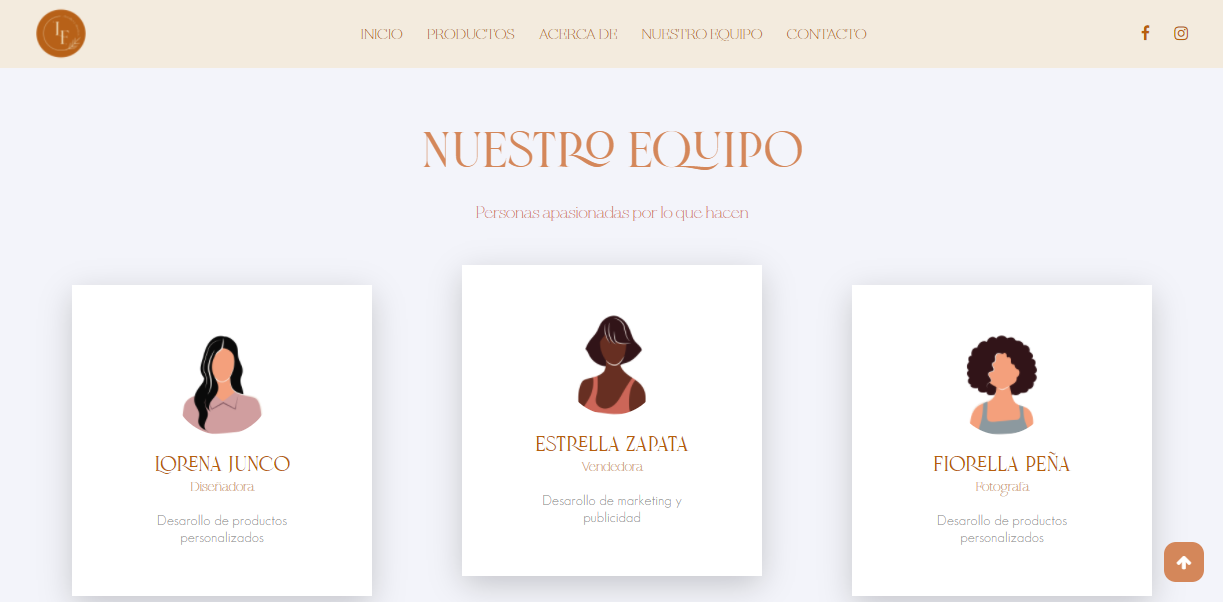 LF
INICIO PRODUCTOS ACERCA DE NUESTRO EQUIPO CONTACTO
NUESTRO EQUIPO
Personas apasionadas por lo que hacen
LORENA JUNCO
Diseñadora
Desarollo de productos
personalizados
ESTRELLA ZAPATA
Vendedora
Desarollo de marketing y
publicidad
FIORELLA PEÑA
Fotografa
Desarollo de productos
personalizados